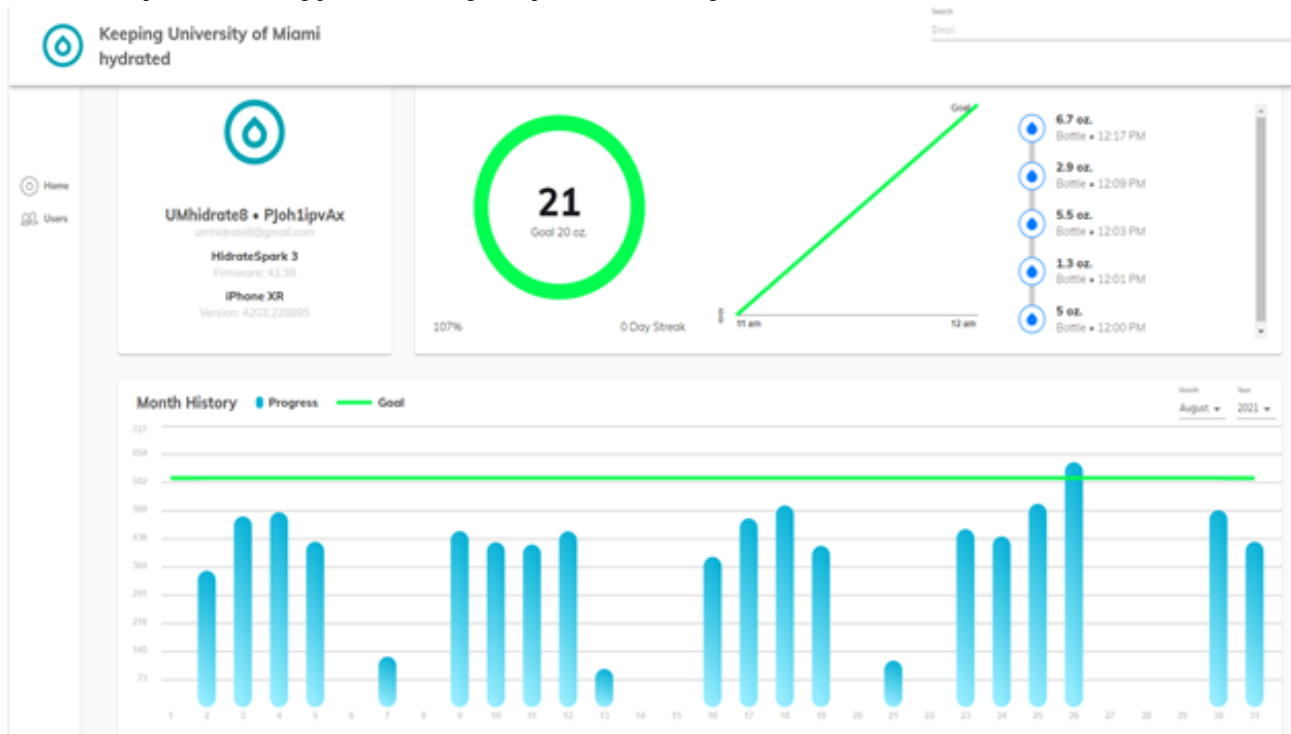 Keeping University of Miami
hydrated
Search
Email
Home
Users
UMhidrate8 • PJoh1ipvAx
umhidrate8@gmail.com
HidrateSpark 3
Firmware: 43.38
iPhone XR
Version: 4203.228895
21
Goal 20 oz.
107%
0 Day Streak
Goal
11 am
12 am
6.7 oz.
Bottle • 12:17 PM
2.9 oz.
Bottle • 12:09 PM
5.5 oz.
Bottle • 12:03 PM
1.3 oz.
Bottle • 12:01 PM
5 oz.
Bottle • 12:00 PM
Month History Progress Goal
Month
August
Year
2021
727
654
582
509
436
364
291
218
145
73
1 2 3 4 5 6 7 8 9 10 11 12 13 14 15 16 17 18 19 20 21 22 23 24 25 26 27 28 29 30 31